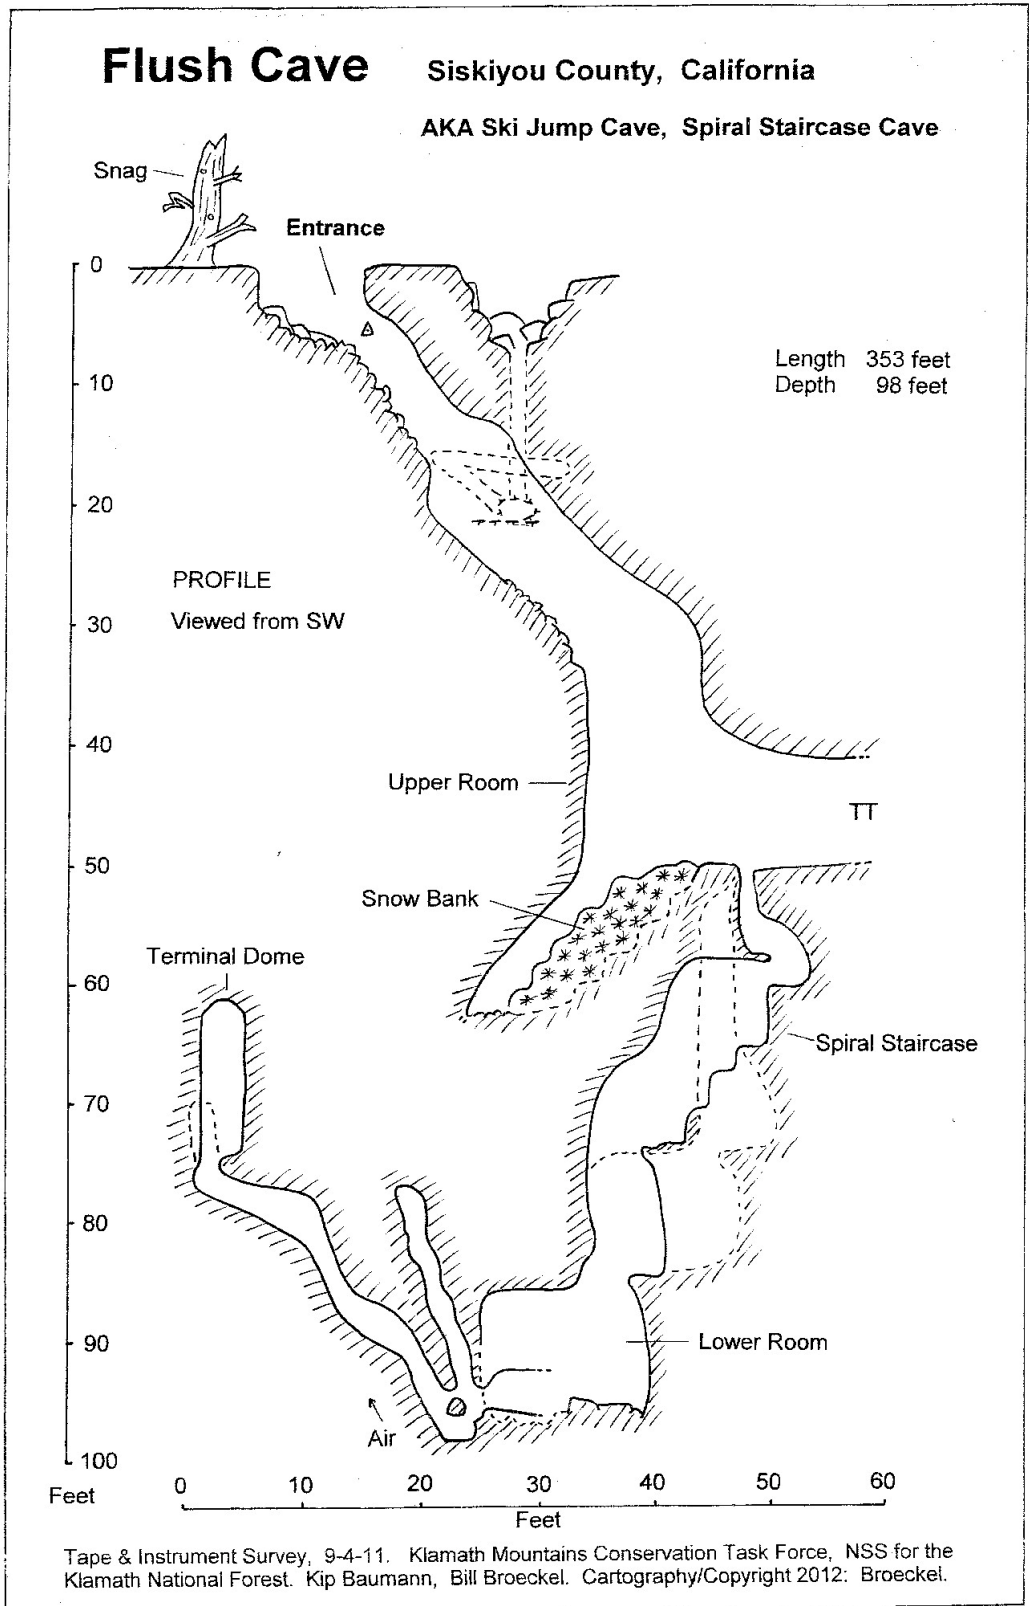 Flush Cave Siskiyou County, California
AKA Ski Jump Cave, Spiral Staircase Cave
Snag
Entrance
0
Length 353 feet
Depth 98 feet
10
20
PROFILE
Viewed from SW
30
40
Upper Room
TT
50
Snow Bank
Terminal Dome
60
Spiral Staircase
70
80
90
Lower Room
Air
100
Feet
0 10 20 30 40 50 60
Feet
Tape & Instrument Survey, 9-4-11. Klamath Mountains Conservation Task Force, NSS for the
Klamath National Forest. Kip Baumann, Bill Broeckel. Cartography/Copyright 2012: Broeckel.